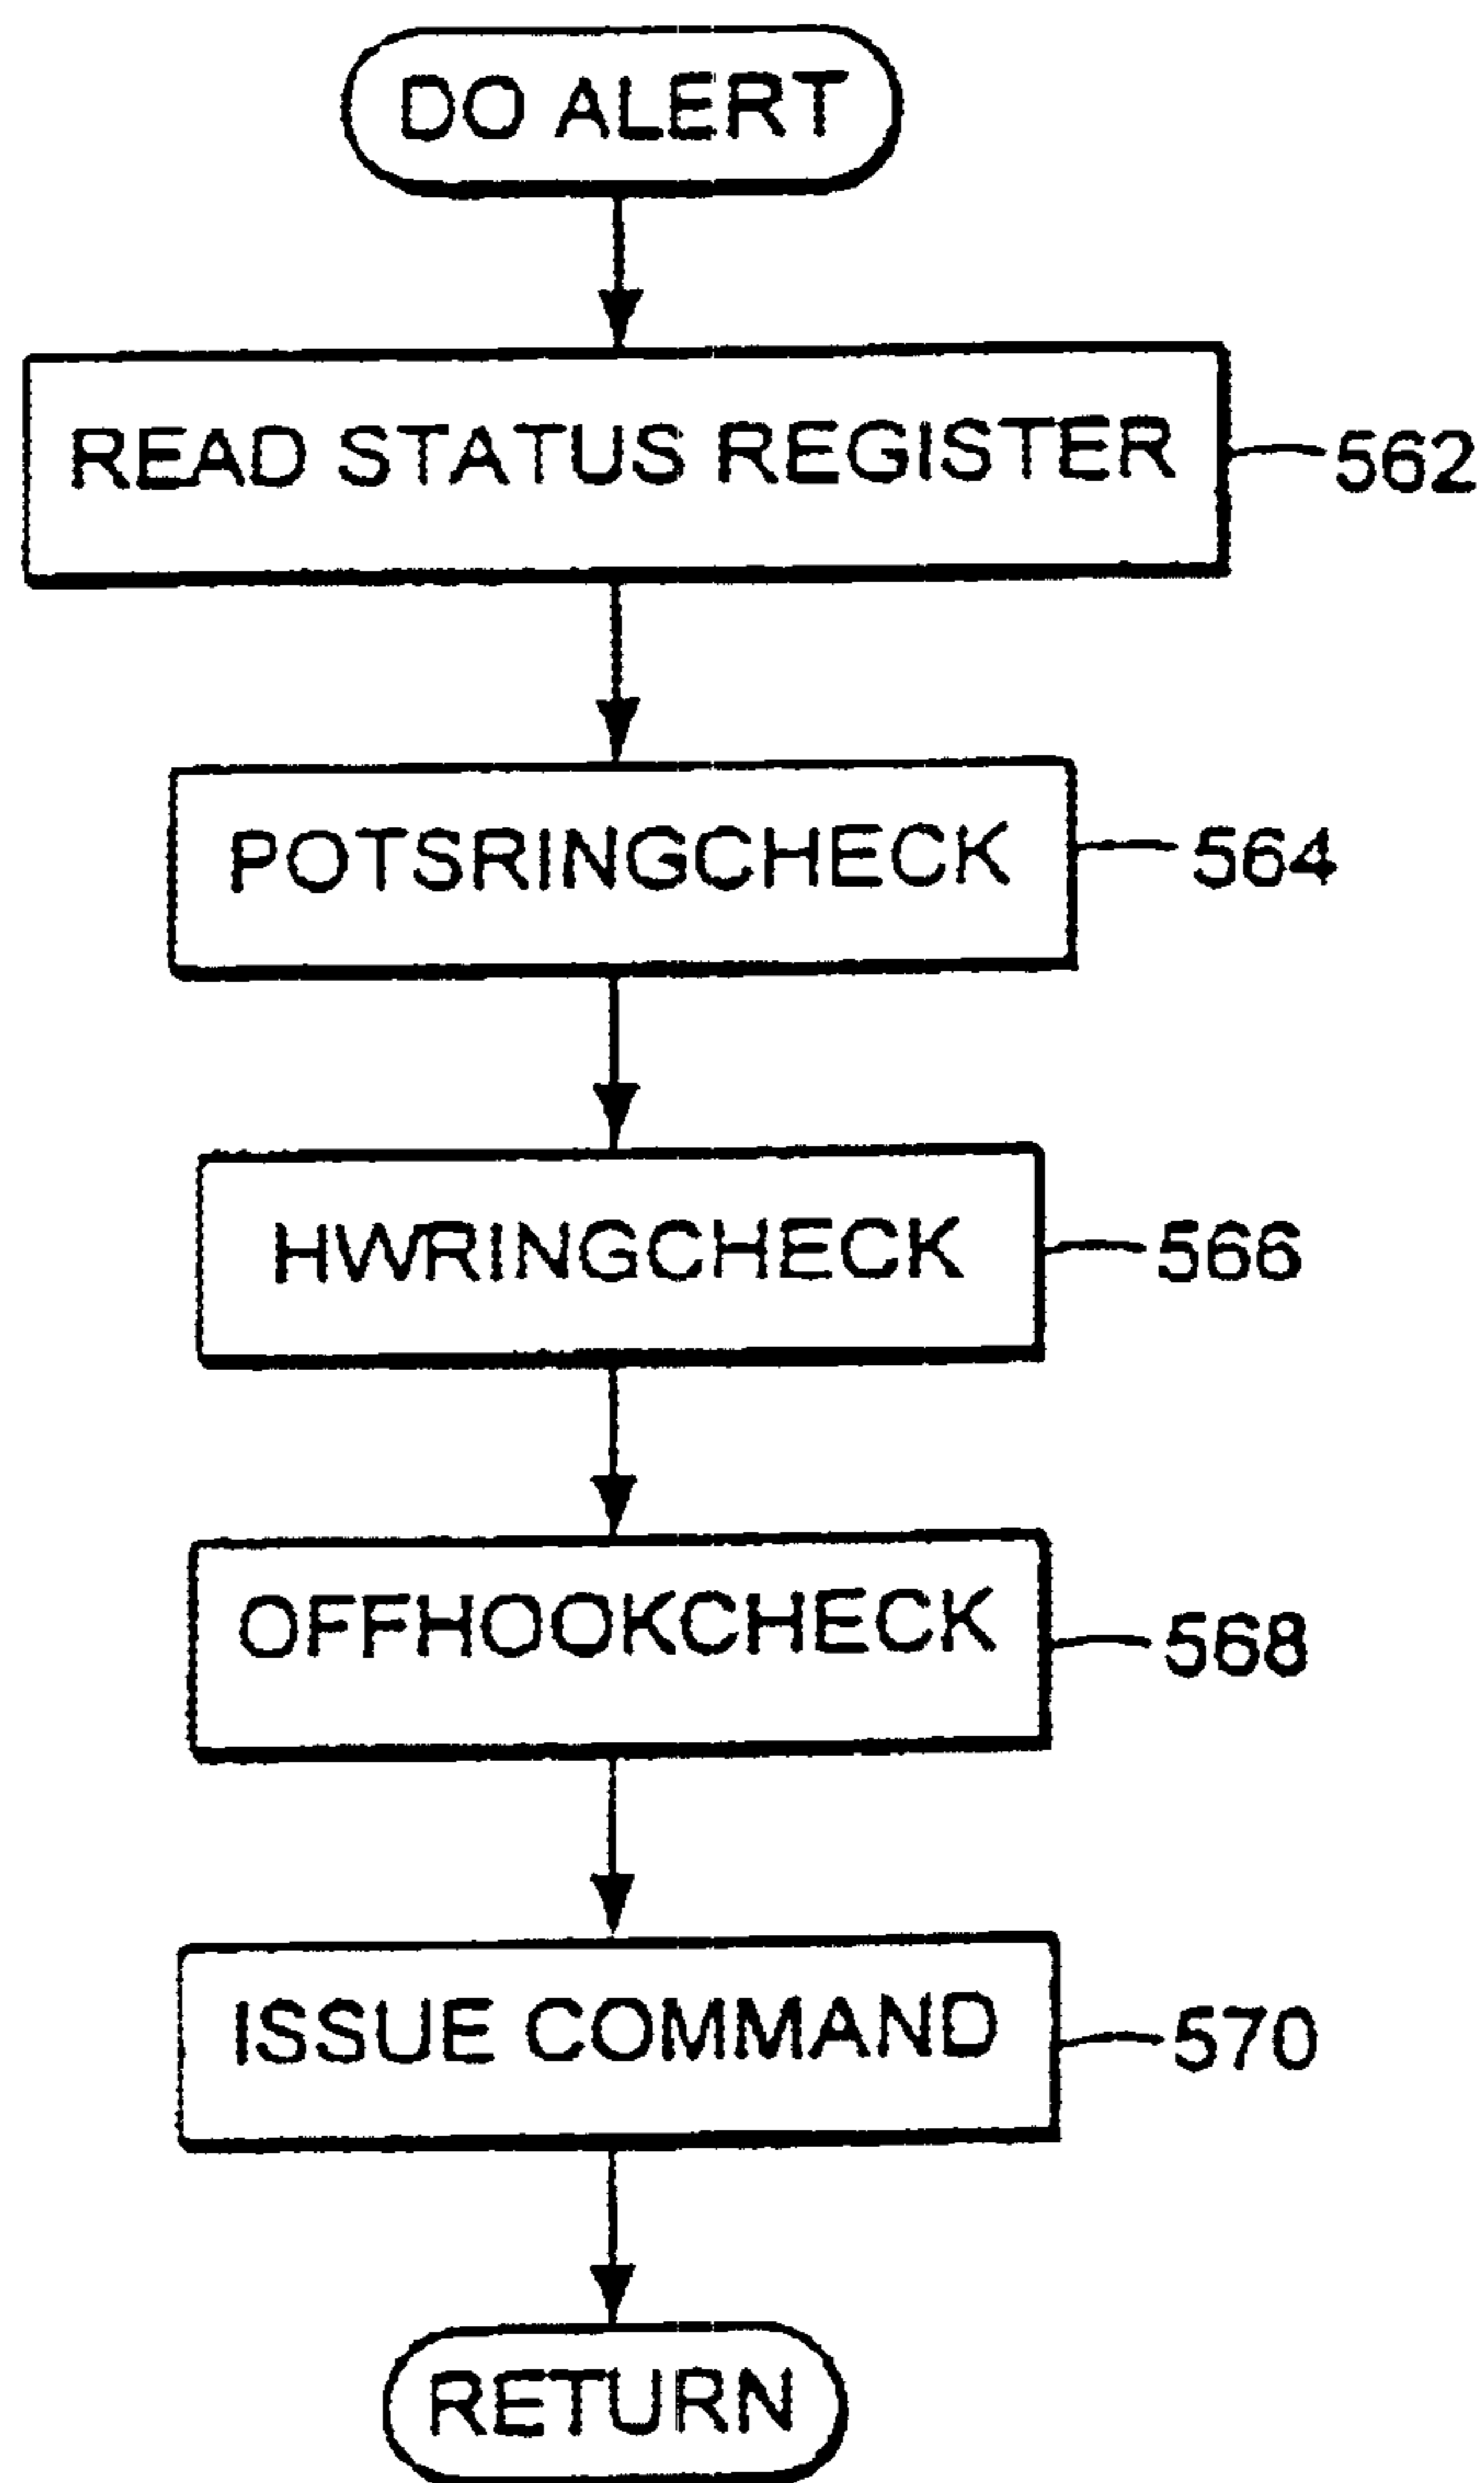 DO ALERT
READ STATUS REGISTER
562
POTSRINGCHECK
564
HWRINGCHECK
566
OFFHOOKCHECK
568
ISSUE COMMAND
570
RETURN